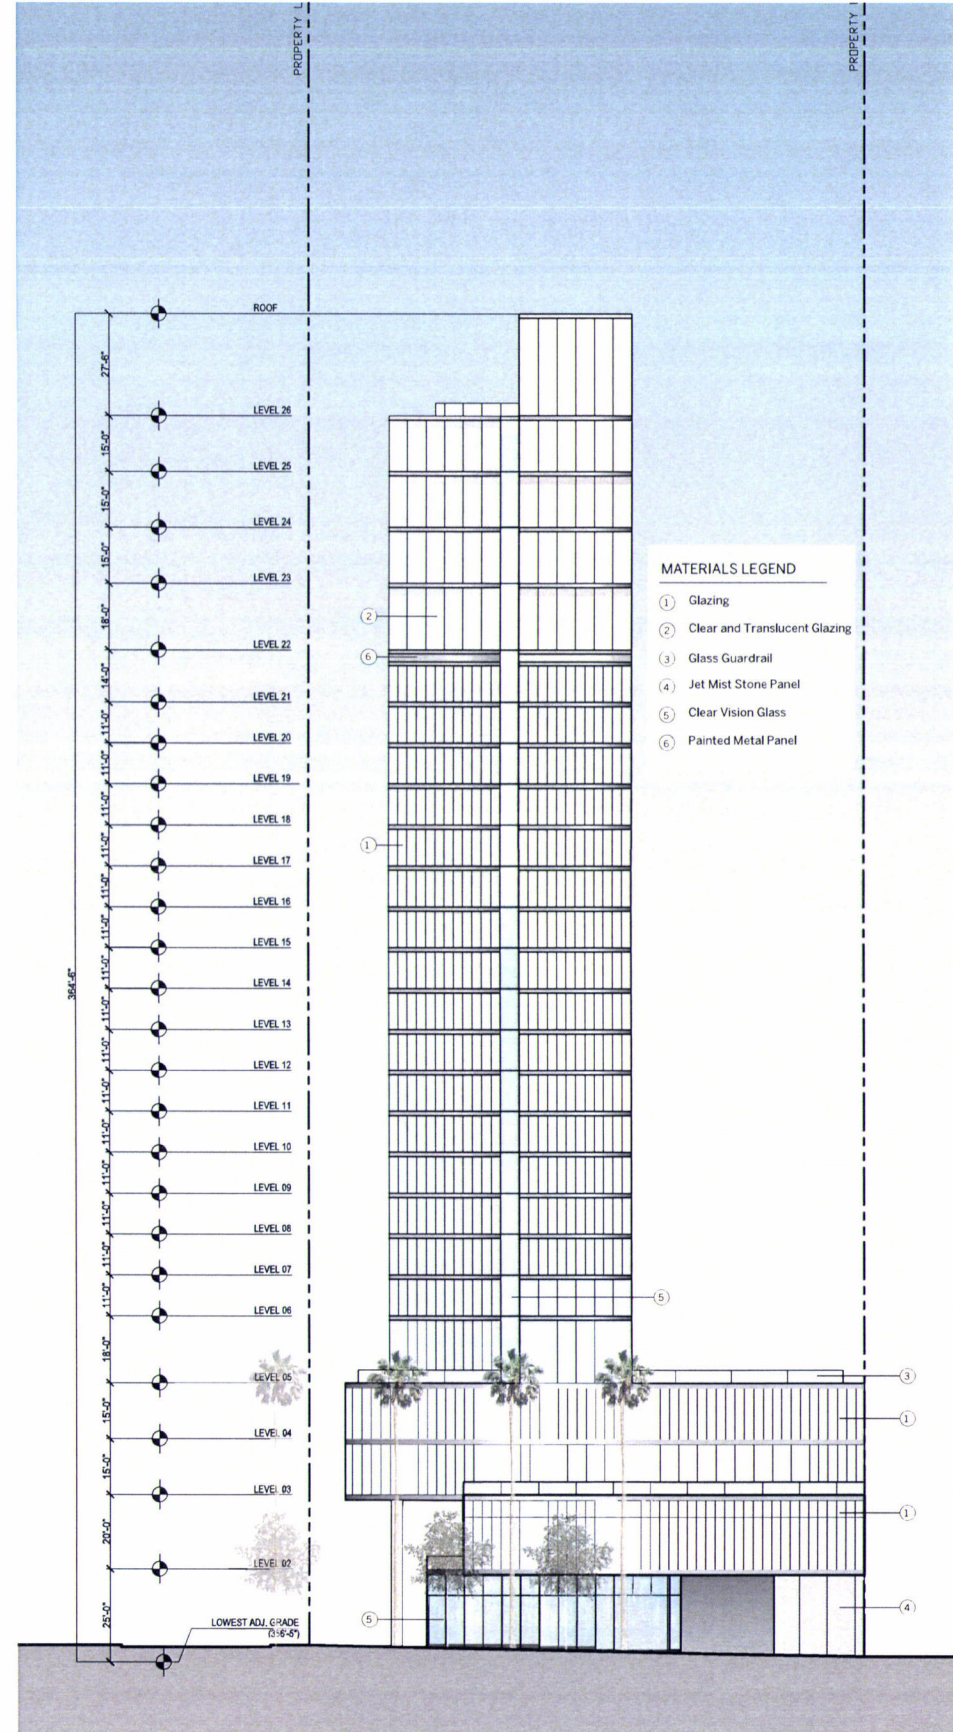 PROPERTY L
PROPERTY
ROOF
27'-6"
LEVEL 26
15'-0"
LEVEL 25
15'-0"
LEVEL 24
15'-0"
LEVEL 23
18'-0"
LEVEL 22
14'-0"
LEVEL 21
11'-0"
LEVEL 20
11'-0"
LEVEL 19
11'-0"
LEVEL 18
11'-0"
LEVEL 17
11'-0"
LEVEL 16
11'-0"
LEVEL 15
11'-0"
LEVEL 14
11'-0"
LEVEL 13
11'-0"
LEVEL 12
11'-0"
LEVEL 11
11'-0"
LEVEL 10
11'-0"
LEVEL 09
11'-0"
LEVEL 08
11'-0"
LEVEL 07
11'-0"
LEVEL 06
18'-0"
LEVEL 05
15'-0"
LEVEL 04
15'-0"
LEVEL 03
20'-0"
LEVEL 02
25'-0"
LOWEST ADJ. GRADE
(356'-5")
364'-6"
MATERIALS LEGEND
1 Glazing
2 Clear and Translucent Glazing
3 Glass Guardrail
4 Jet Mist Stone Panel
5 Clear Vision Glass
6 Painted Metal Panel
2
6
1
5
3
1
1
4
5